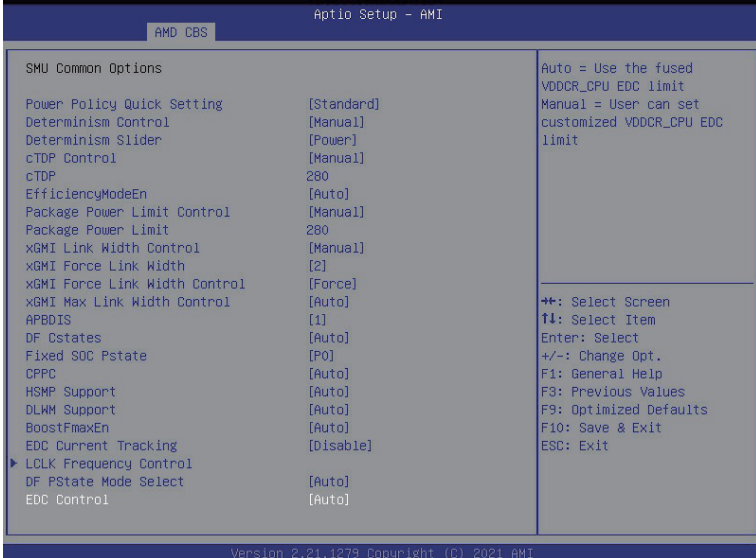 Aptio Setup – AMI
AMD CBS
SMU Common Options
Power Policy Quick Setting [Standard]
Determinism Control [Manual]
Determinism Slider [Power]
cTDP Control [Manual]
cTDP 280
EfficiencyModeEn [Auto]
Package Power Limit Control [Manual]
Package Power Limit 280
xGMI Link Width Control [Manual]
xGMI Force Link Width [2]
xGMI Force Link Width Control [Force]
xGMI Max Link Width Control [Auto]
APBDIS [1]
DF Cstates [Auto]
Fixed SOC Pstate [P0]
CPPC [Auto]
HSMP Support [Auto]
DLWM Support [Auto]
BoostFmaxEn [Auto]
EDC Current Tracking [Disable]
LCLK Frequency Control
DF PState Mode Select [Auto]
EDC Control [Auto]
Auto = Use the fused
VDDCR_CPU EDC limit
Manual = User can set
customized VDDCR_CPU EDC
limit
→←: Select Screen
↑↓: Select Item
Enter: Select
+/-: Change Opt.
F1: General Help
F3: Previous Values
F9: Optimized Defaults
F10: Save & Exit
ESC: Exit
Version 2.21.1279 Copyright (C) 2021 AMI